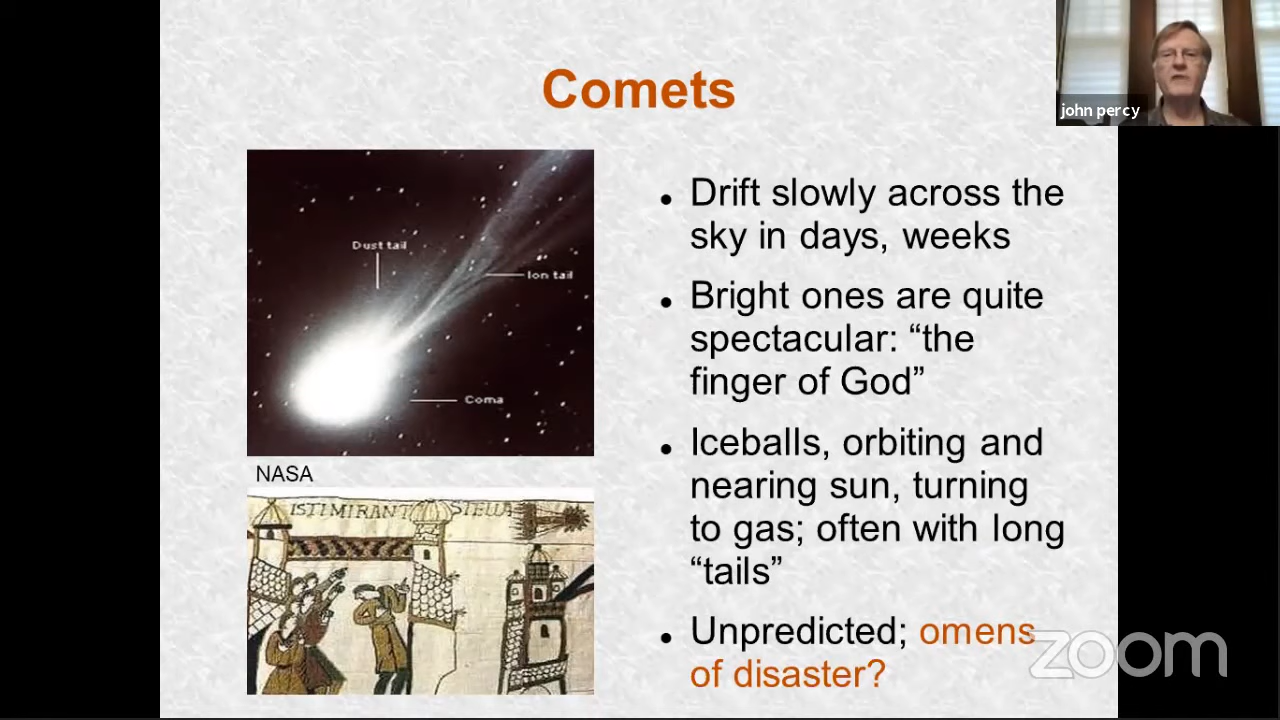 Comets
john percy
Dust tail
Ion tail
Coma
NASA
ISTI MIRANT STELLA
• Drift slowly across the
sky in days, weeks
• Bright ones are quite
spectacular: “the
finger of God”
• Iceballs, orbiting and
nearing sun, turning
to gas; often with long
“tails”
• Unpredicted; omens
of disaster?
zoom